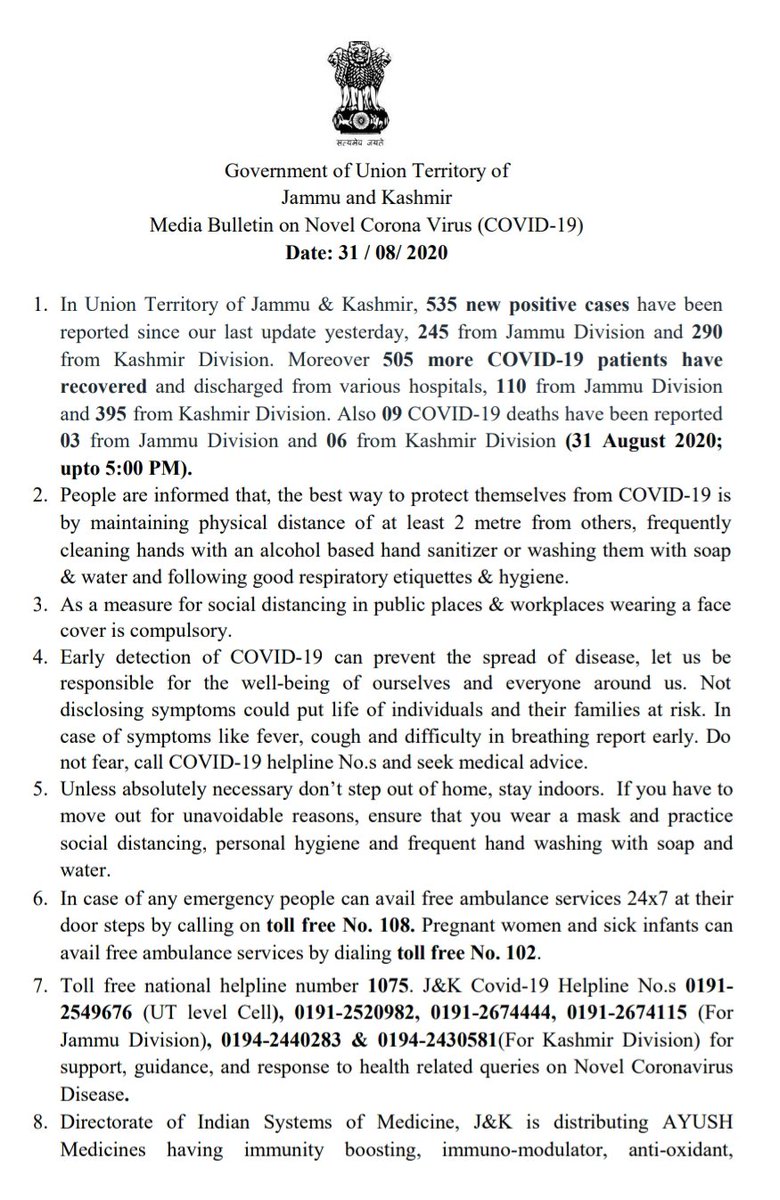 सत्यमेव जयते
Government of Union Territory of
Jammu and Kashmir
Media Bulletin on Novel Corona Virus (COVID-19)
Date: 31 / 08/ 2020
1. In Union Territory of Jammu & Kashmir, 535 new positive cases have been
reported since our last update yesterday, 245 from Jammu Division and 290
from Kashmir Division. Moreover 505 more COVID-19 patients have
recovered and discharged from various hospitals, 110 from Jammu Division
and 395 from Kashmir Division. Also 09 COVID-19 deaths have been reported
03 from Jammu Division and 06 from Kashmir Division (31 August 2020;
upto 5:00 PM).
2. People are informed that, the best way to protect themselves from COVID-19 is
by maintaining physical distance of at least 2 metre from others, frequently
cleaning hands with an alcohol based hand sanitizer or washing them with soap
& water and following good respiratory etiquettes & hygiene.
3. As a measure for social distancing in public places & workplaces wearing a face
cover is compulsory.
4. Early detection of COVID-19 can prevent the spread of disease, let us be
responsible for the well-being of ourselves and everyone around us. Not
disclosing symptoms could put life of individuals and their families at risk. In
case of symptoms like fever, cough and difficulty in breathing report early. Do
not fear, call COVID-19 helpline No.s and seek medical advice.
5. Unless absolutely necessary don’t step out of home, stay indoors.  If you have to
move out for unavoidable reasons, ensure that you wear a mask and practice
social distancing, personal hygiene and frequent hand washing with soap and
water.
6. In case of any emergency people can avail free ambulance services 24x7 at their
door steps by calling on toll free No. 108. Pregnant women and sick infants can
avail free ambulance services by dialing toll free No. 102.
7. Toll free national helpline number 1075. J&K Covid-19 Helpline No.s 0191-
2549676 (UT level Cell), 0191-2520982, 0191-2674444, 0191-2674115 (For
Jammu Division), 0194-2440283 & 0194-2430581(For Kashmir Division) for
support, guidance, and response to health related queries on Novel Coronavirus
Disease.
8. Directorate of Indian Systems of Medicine, J&K is distributing AYUSH
Medicines having immunity boosting, immuno-modulator, anti-oxidant,